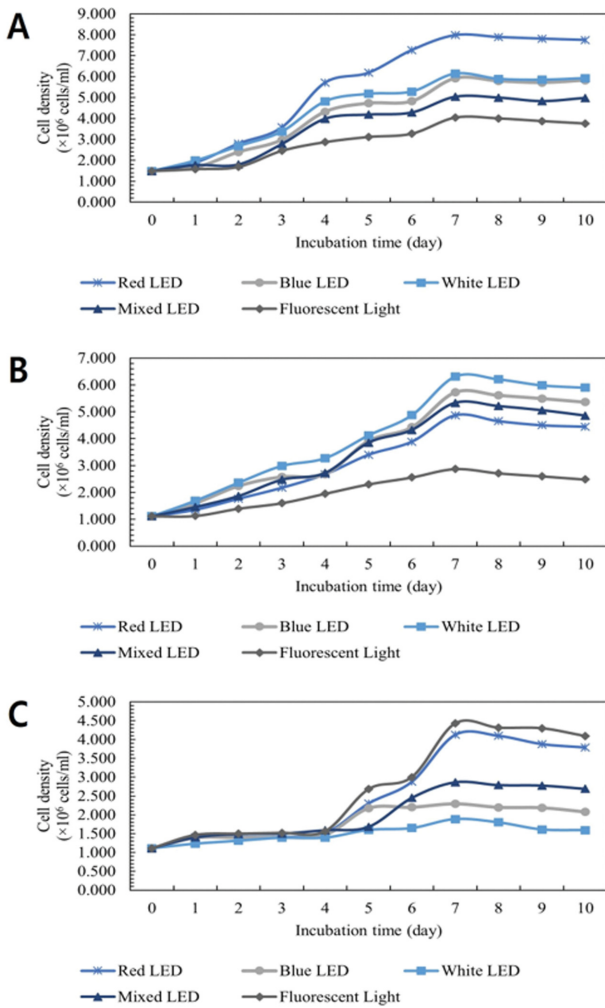 A
Cell density
(×10⁶ cells/ml)
9.000
8.000
7.000
6.000
5.000
4.000
3.000
2.000
1.000
0.000
0 1 2 3 4 5 6 7 8 9 10
Incubation time (day)
Red LED Blue LED White LED
Mixed LED Fluorescent Light
B
Cell density
(×10⁶ cells/ml)
7.000
6.000
5.000
4.000
3.000
2.000
1.000
0.000
0 1 2 3 4 5 6 7 8 9 10
Incubation time (day)
Red LED Blue LED White LED
Mixed LED Fluorescent Light
C
Cell density
(×10⁶ cells/ml)
5.000
4.500
4.000
3.500
3.000
2.500
2.000
1.500
1.000
0.500
0.000
0 1 2 3 4 5 6 7 8 9 10
Incubation time (day)
Red LED Blue LED White LED
Mixed LED Fluorescent Light